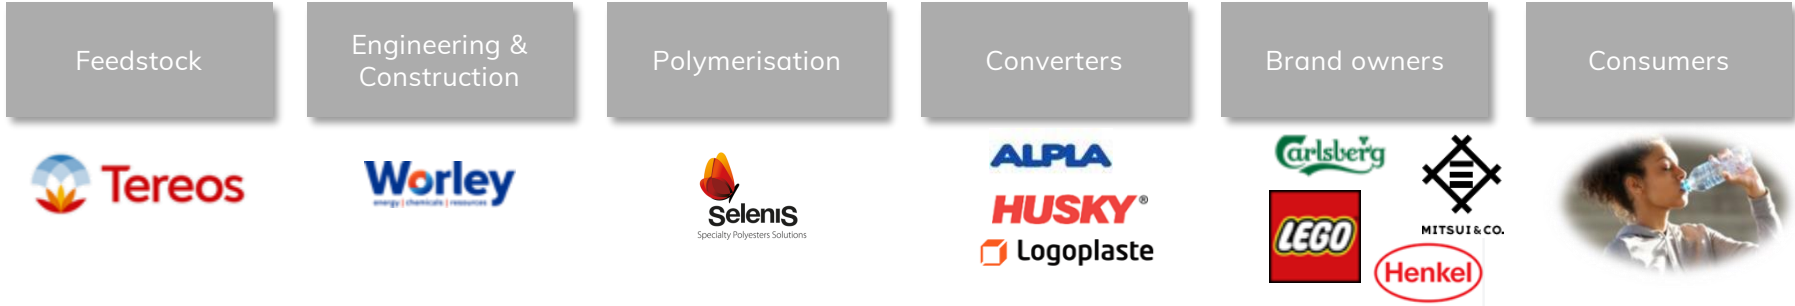 Feedstock
Engineering &
Construction
Polymerisation
Converters
Brand owners
Consumers
Tereos
Worley
energy | chemicals | resources
Selenis
Specialty Polyesters Solutions
ALPLA
HUSKY®
Logoplaste
Carlsberg
LEGO
MITSUI & CO.
Henkel